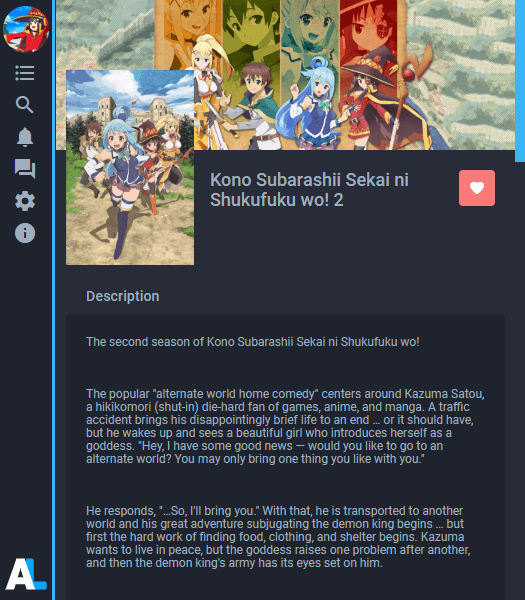 Kono Subarashii Sekai ni
Shukufuku wo! 2
Description
The second season of Kono Subarashii Sekai ni Shukufuku wo!
The popular "alternate world home comedy" centers around Kazuma Satou,
a hikikomori (shut-in) die-hard fan of games, anime, and manga. A traffic
accident brings his disappointingly brief life to an end … or it should have,
but he wakes up and sees a beautiful girl who introduces herself as a
goddess. "Hey, I have some good news — would you like to go to an
alternate world? You may only bring one thing you like with you."
He responds, "…So, I'll bring you." With that, he is transported to another
world and his great adventure subjugating the demon king begins … but
first the hard work of finding food, clothing, and shelter begins. Kazuma
wants to live in peace, but the goddess raises one problem after another,
and then the demon king's army has its eyes set on him.
AL